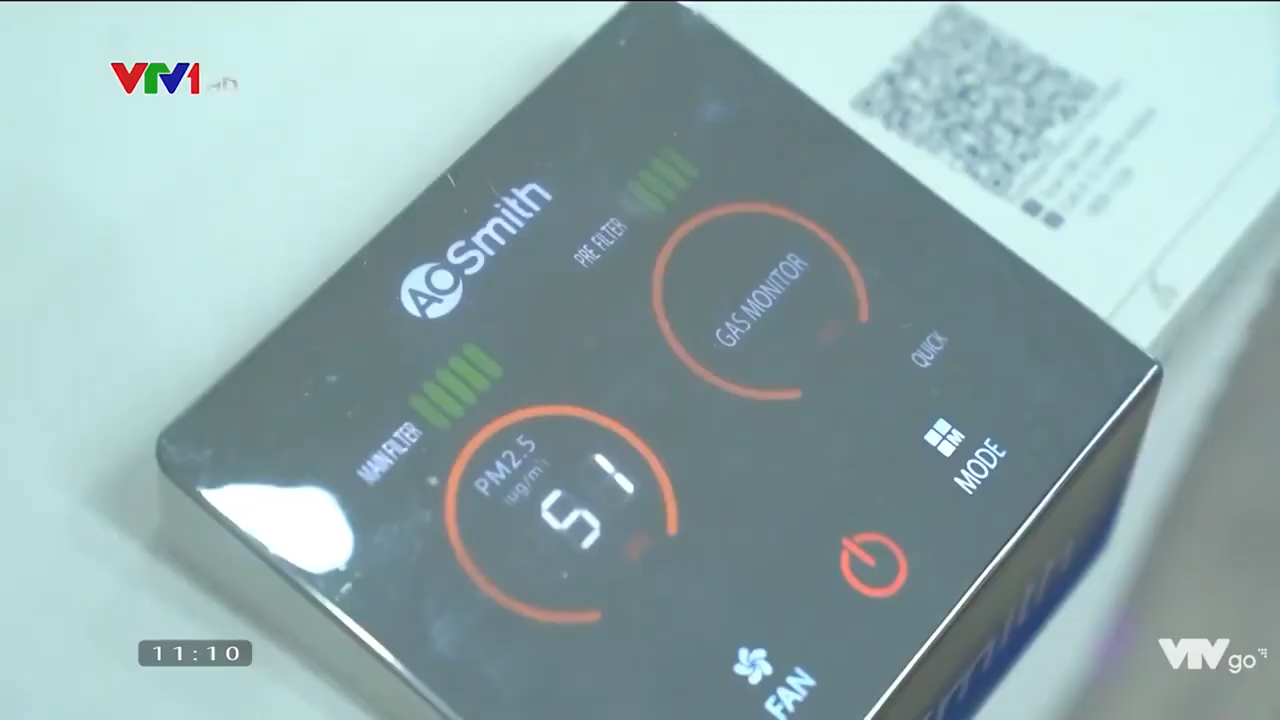 VTV1 HD
AO Smith
PRE FILTER
GAS MONITOR
QUICK
MAIN FILTER
PM2.5
ug/m³
51
MODE
FAN
11:10
VTVgo